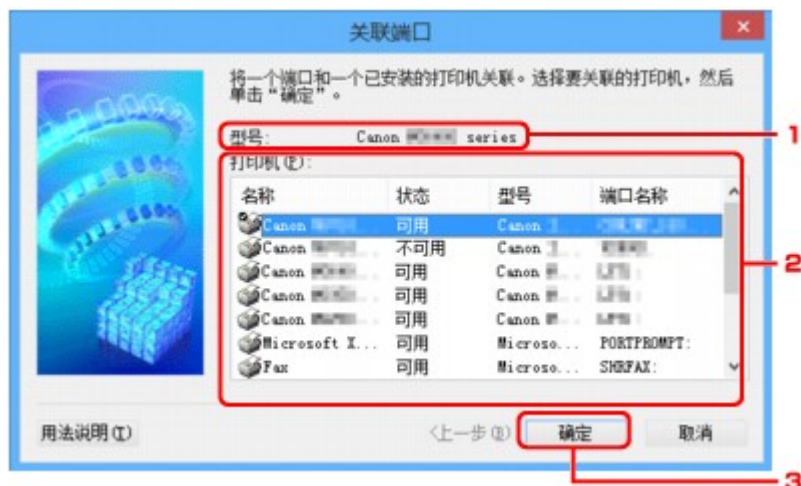 关联端口
将一个端口和一个已安装的打印机关联。选择要关联的打印机，然后
单击“确定”。
型号: Canon series
1
打印机(P):
名称 状态 型号 端口名称
Canon 可用 Canon
Canon 不可用 Canon
Canon 可用 Canon
Canon 可用 Canon
Canon 可用 Canon
2
Microsoft X... 可用 Microso... PORTPROMPT:
Fax 可用 Microso... SHRFAX:
用法说明(T) <上一步(B) 确定 取消
3